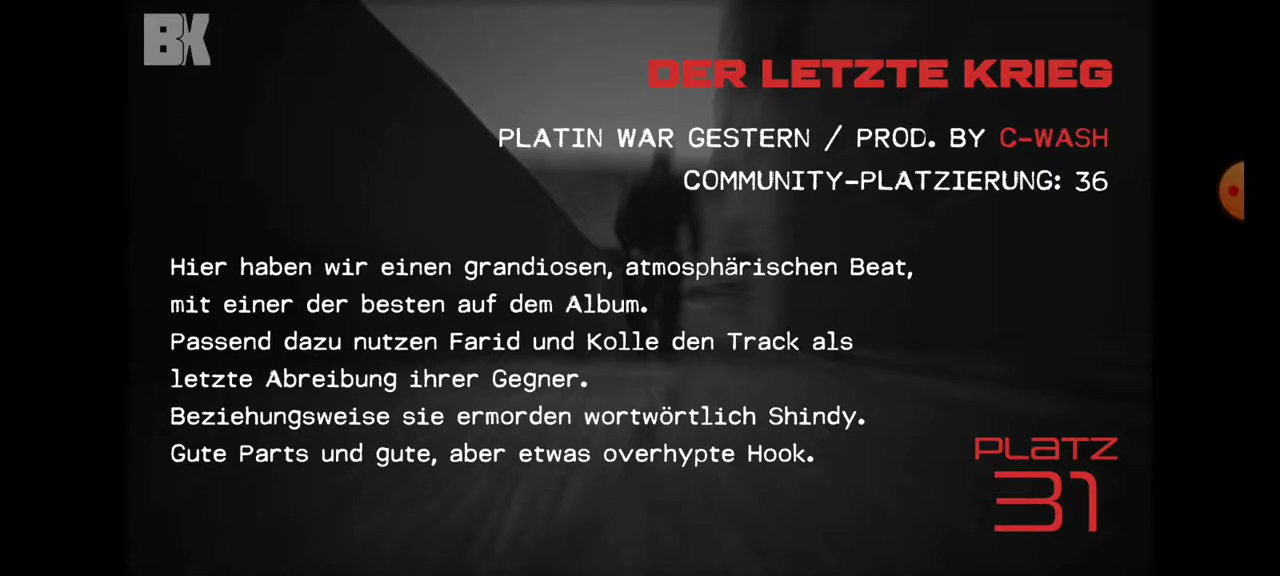 BK
DER LETZTE KRIEG
PLATIN WAR GESTERN / PROD. BY C-WASH
COMMUNITY-PLATZIERUNG: 36
Hier haben wir einen grandiosen, atmosphärischen Beat,
mit einer der besten auf dem Album.
Passend dazu nutzen Farid und Kolle den Track als
letzte Abreibung ihrer Gegner.
Beziehungsweise sie ermorden wortwörtlich Shindy.
Gute Parts und gute, aber etwas overhypte Hook.
PLATZ
31